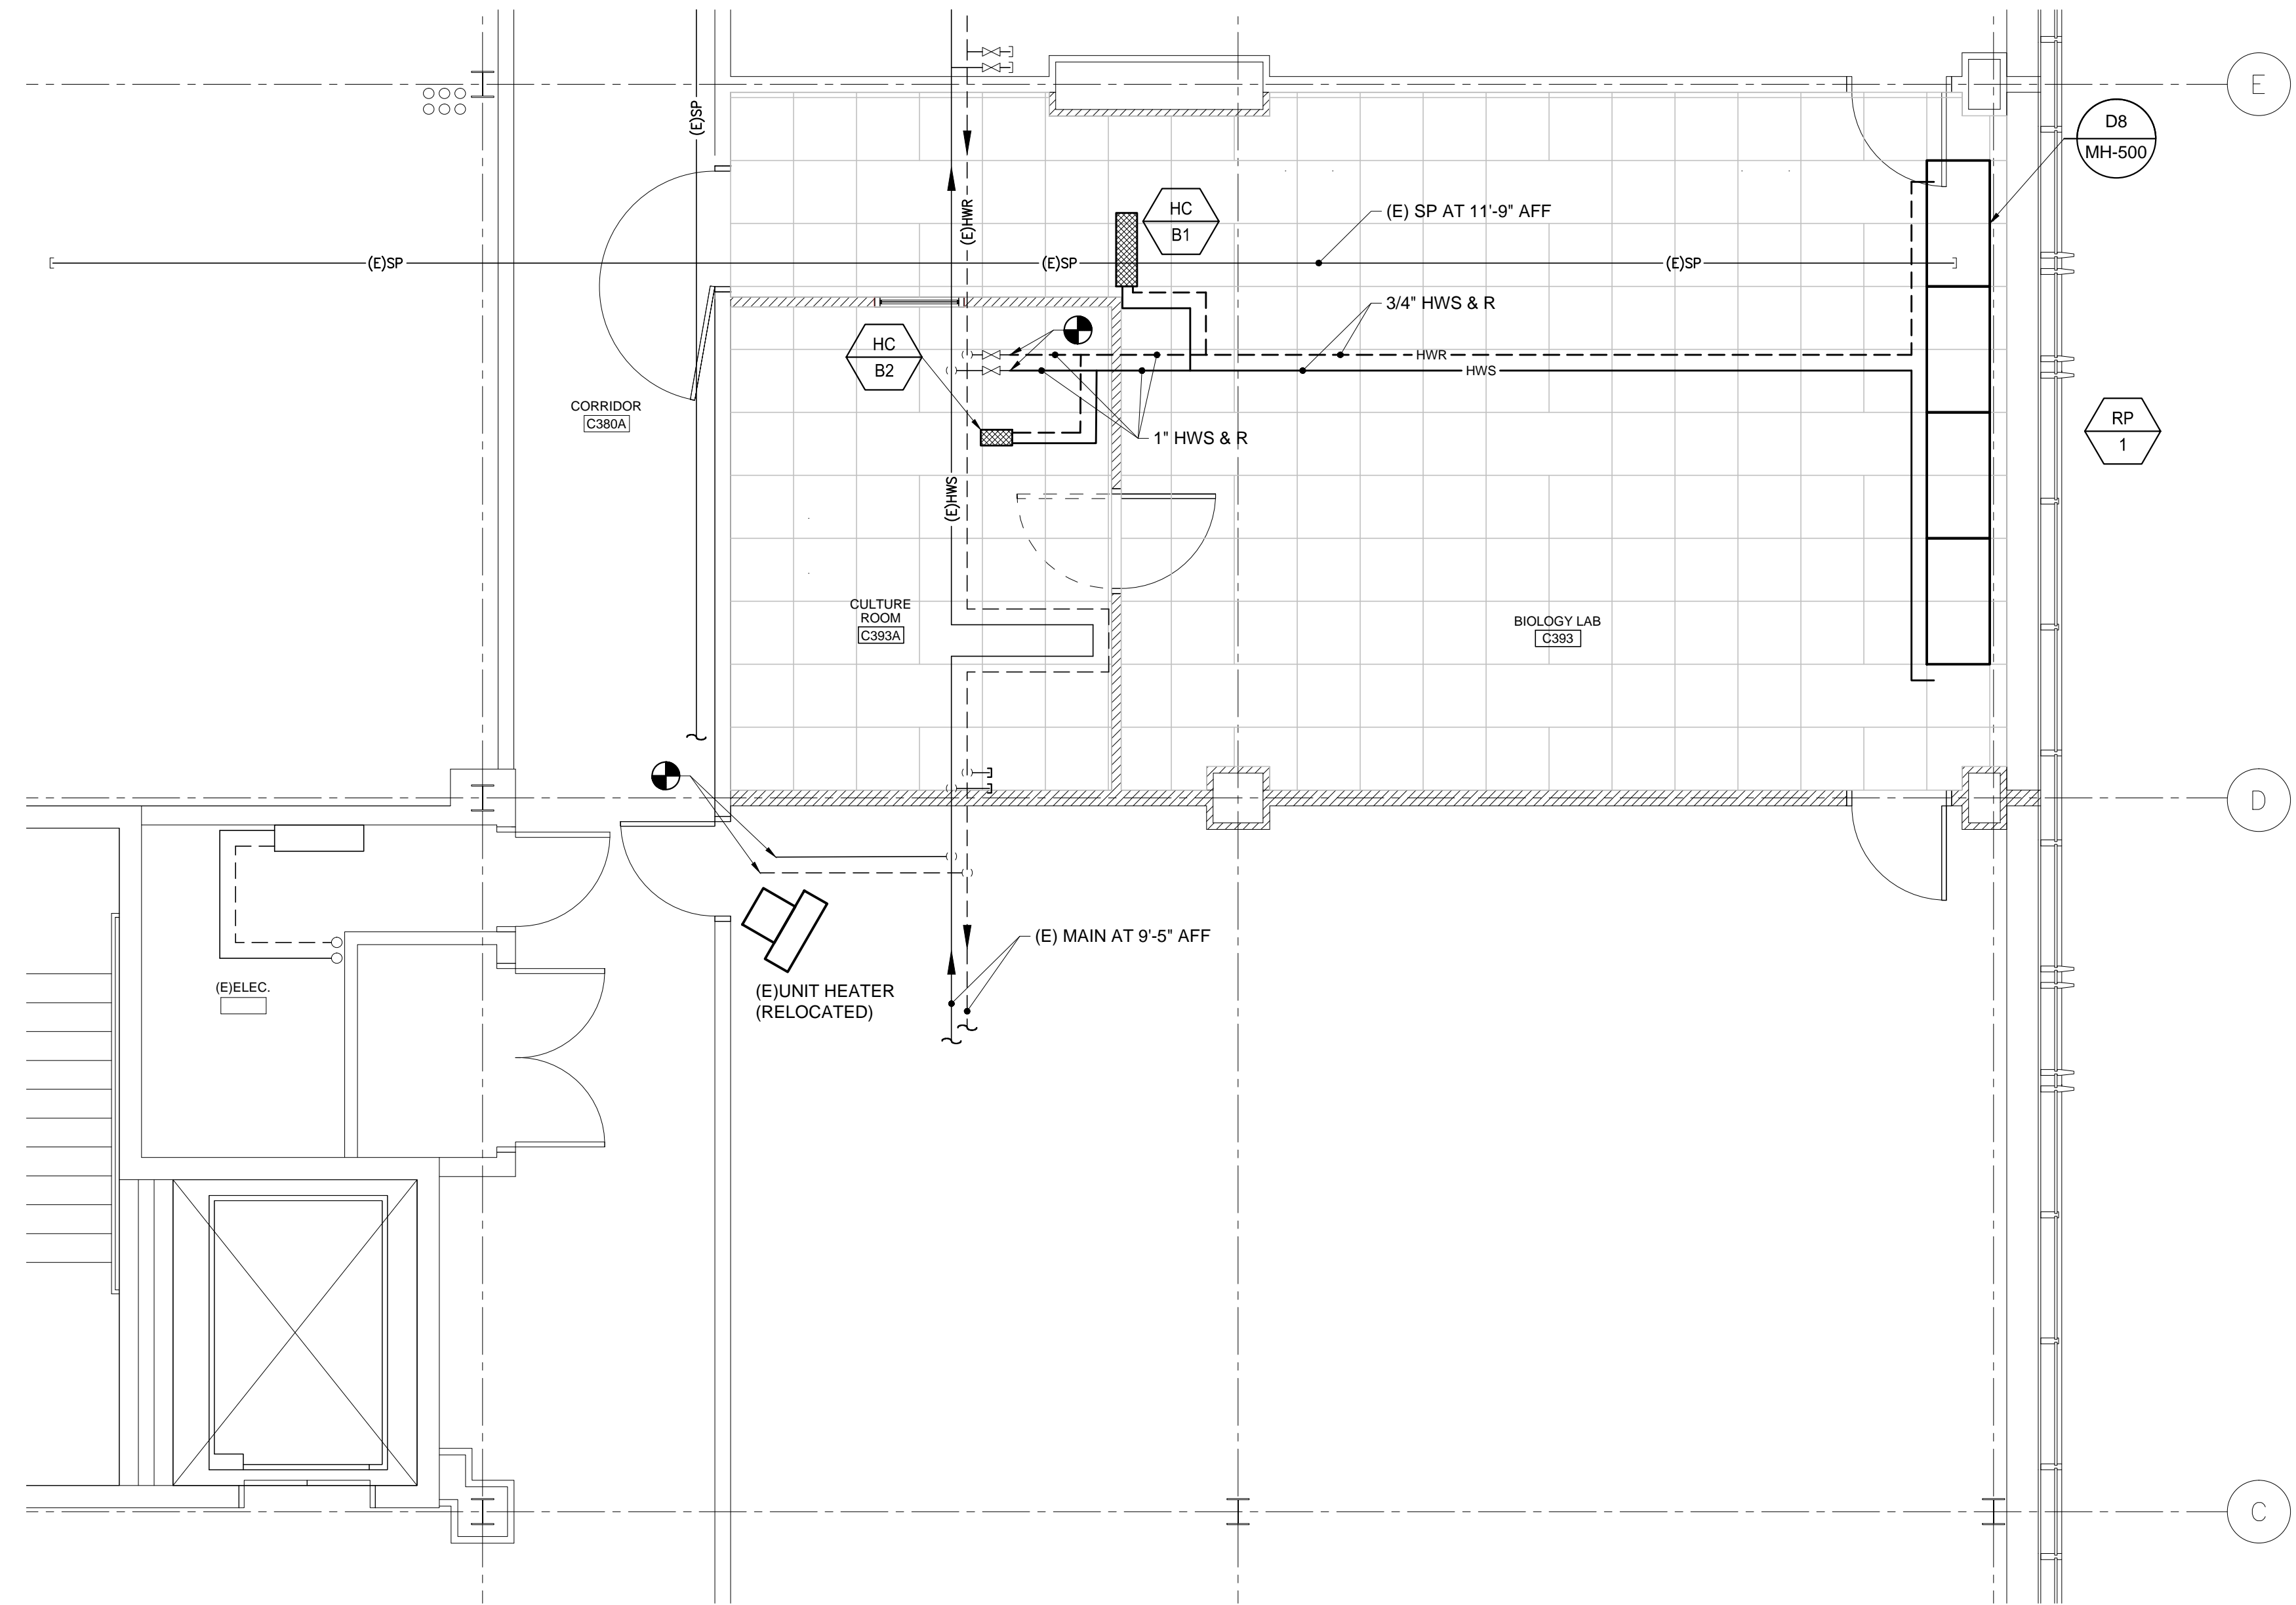 E
(E)SP
D8
MH-500
(E)HWR
HC
B1
(E) SP AT 11'-9" AFF
(E)SP
(E)SP
(E)SP
3/4" HWS & R
HC
B2
HWR
HWS
CORRIDOR
C380A
RP
1
1" HWS & R
(E)HWS
CULTURE
ROOM
C393A
BIOLOGY LAB
C393
D
(E) MAIN AT 9'-5" AFF
(E)ELEC.
(E)UNIT HEATER
(RELOCATED)
C